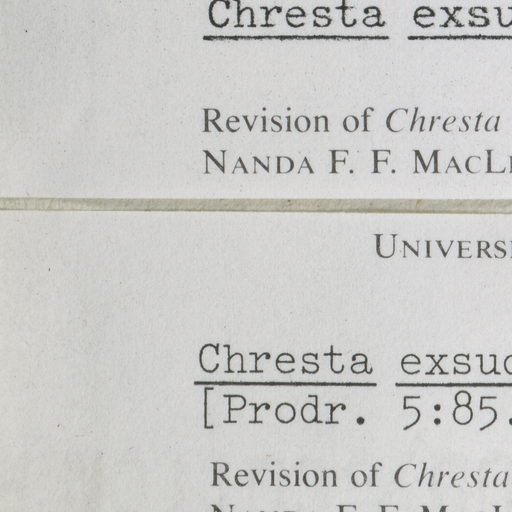 Chresta exsu
Revision of Chresta
NANDA F. F. MACL
UNIVERS
Chresta exsuc
[Prodr. 5:85.
Revision of Chresta